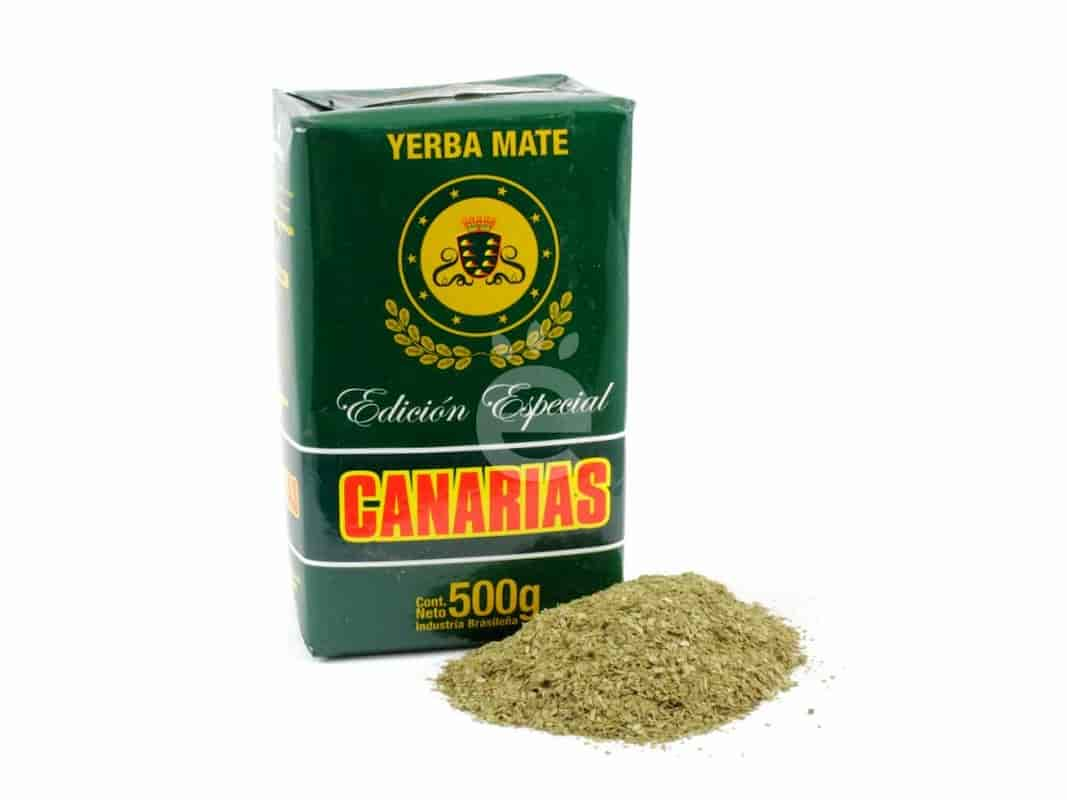 YERBA MATE
Edición Especial
CANARIAS
Cont.
Neto 500g
Industria Brasileña